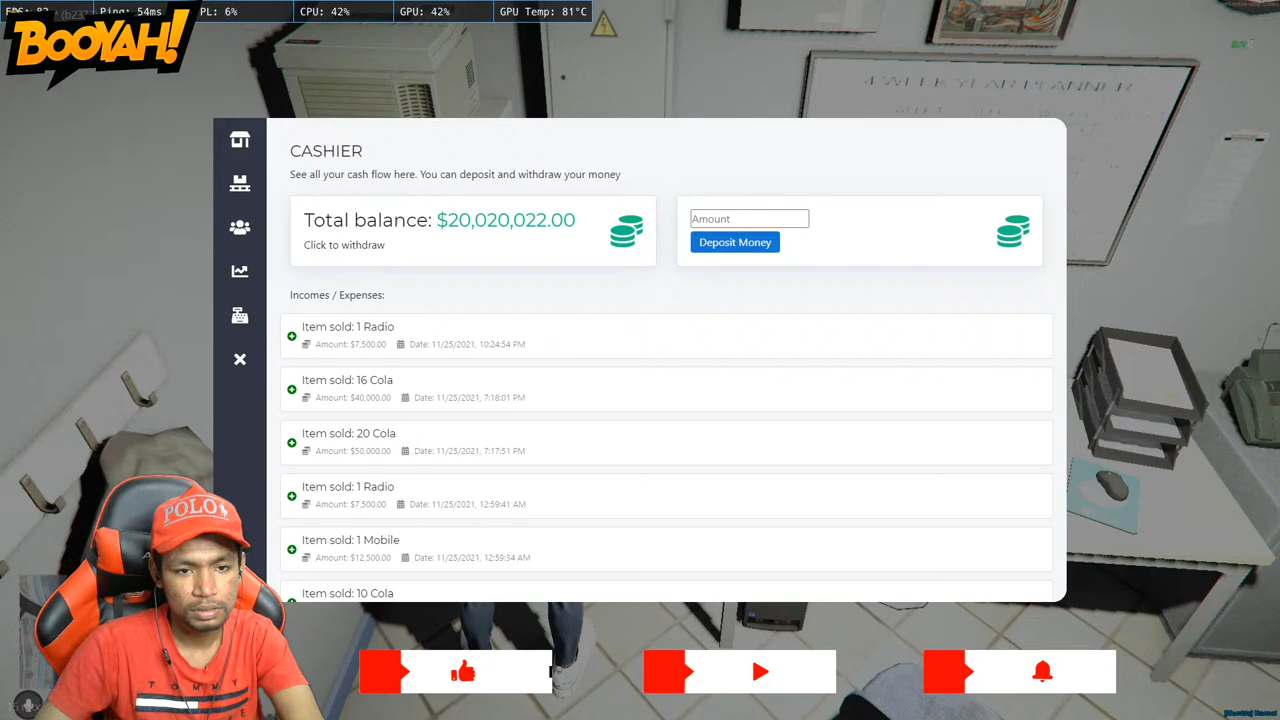 Ping: 54ms
PL: 6%
CPU: 42%
GPU: 42%
GPU Temp: 81°C
BOOYAH!
4 WEEK YEAR PLANNER
CASHIER
See all your cash flow here. You can deposit and withdraw your money
Total balance: $20,020,022.00
Click to withdraw
Amount
Deposit Money
Incomes / Expenses:
Item sold: 1 Radio
Amount: $7,500.00 Date: 11/25/2021, 10:24:54 PM
Item sold: 16 Cola
Amount: $40,000.00 Date: 11/25/2021, 7:18:01 PM
Item sold: 20 Cola
Amount: $50,000.00 Date: 11/25/2021, 7:17:51 PM
Item sold: 1 Radio
Amount: $7,500.00 Date: 11/25/2021, 12:59:41 AM
Item sold: 1 Mobile
Amount: $12,500.00 Date: 11/25/2021, 12:59:34 AM
Item sold: 10 Cola
POLO
TOMMY